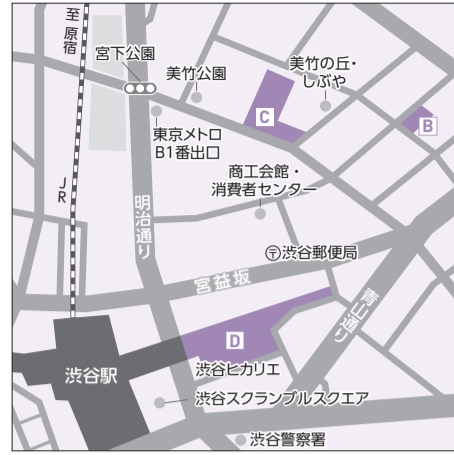 至 原宿
宮下公園
美竹公園
美竹の丘・
しぶや
C
B
東京メトロ
B1番出口
商工会館・
消費者センター
JR
明治通り
〒渋谷郵便局
宮益坂
青山通り
D
渋谷ヒカリエ
渋谷駅
渋谷スクランブルスクエア
渋谷警察署